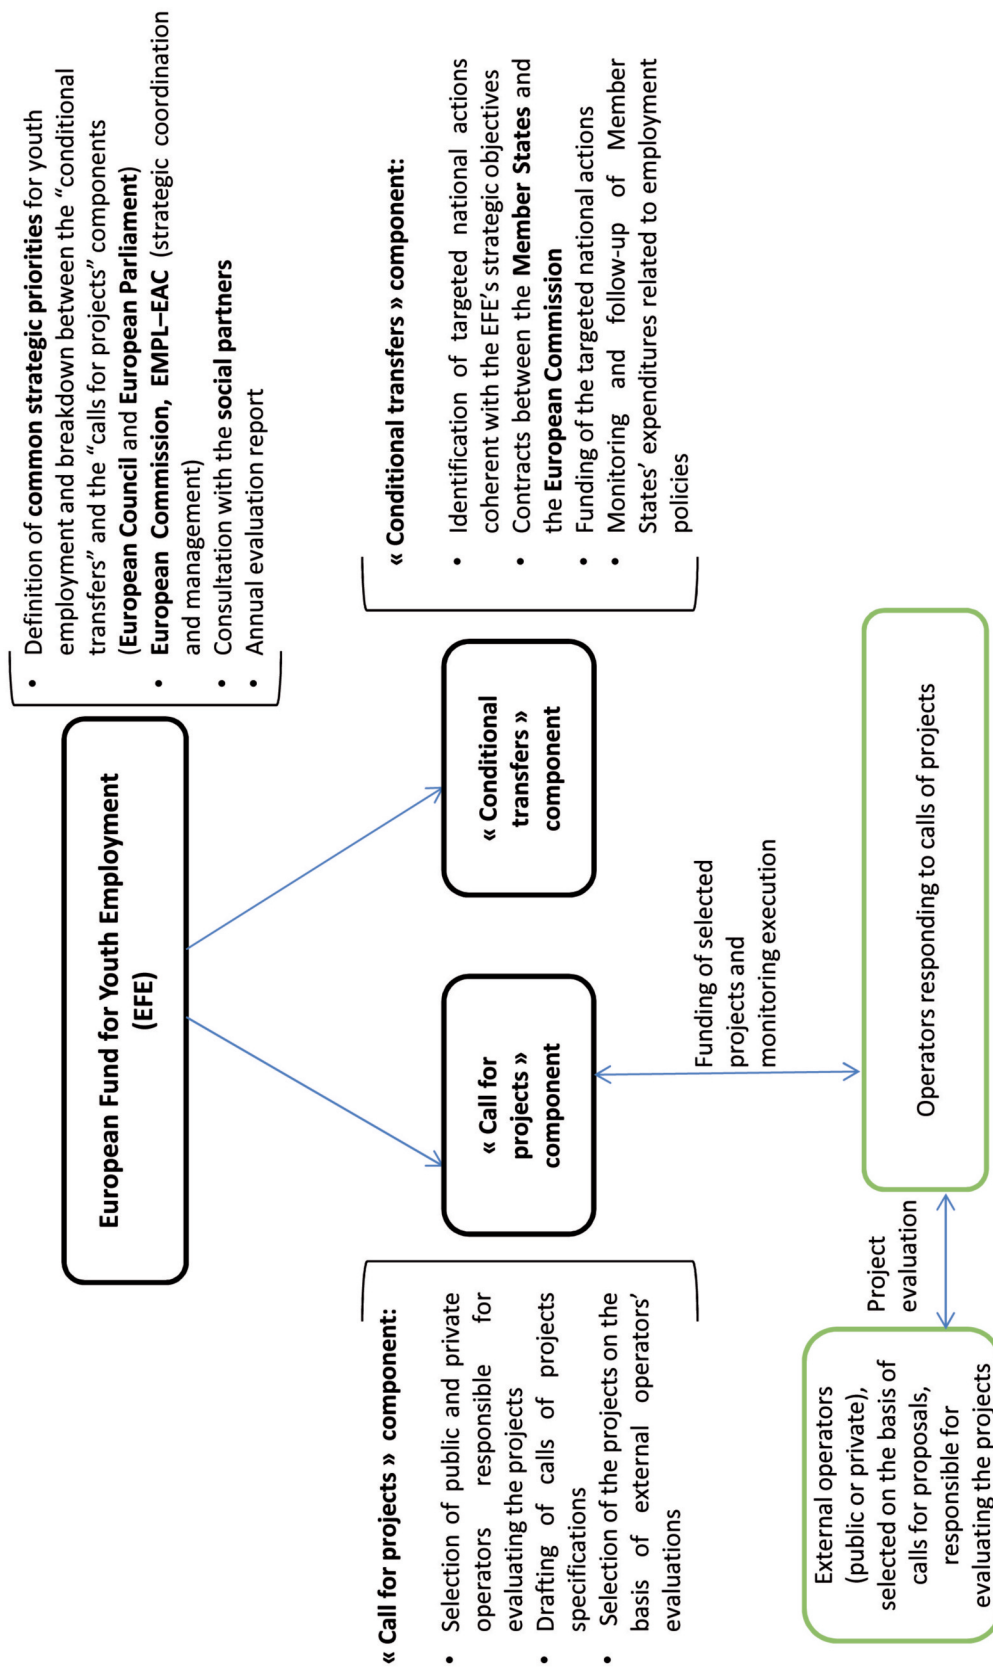 European Fund for Youth Employment
(EFE)
• Definition of common strategic priorities for youth
employment and breakdown between the “conditional
transfers” and the “calls for projects” components
(European Council and European Parliament)
• European Commission, EMPL–EAC (strategic coordination
and management)
• Consultation with the social partners
• Annual evaluation report
« Call for projects » component:
• Selection of public and private
operators responsible for
evaluating the projects
• Drafting of calls of projects
specifications
• Selection of the projects on the
basis of external operators’
evaluations
« Call for
projects »
component
« Conditional
transfers »
component
« Conditional transfers » component:
• Identification of targeted national actions
coherent with the EFE’s strategic objectives
• Contracts between the Member States and
the European Commission
• Funding of the targeted national actions
• Monitoring and follow-up of Member
States’ expenditures related to employment
policies
Funding of selected
projects and
monitoring execution
External operators
(public or private),
selected on the basis of
calls for proposals,
responsible for
evaluating the projects
Project
evaluation
Operators responding to calls of projects